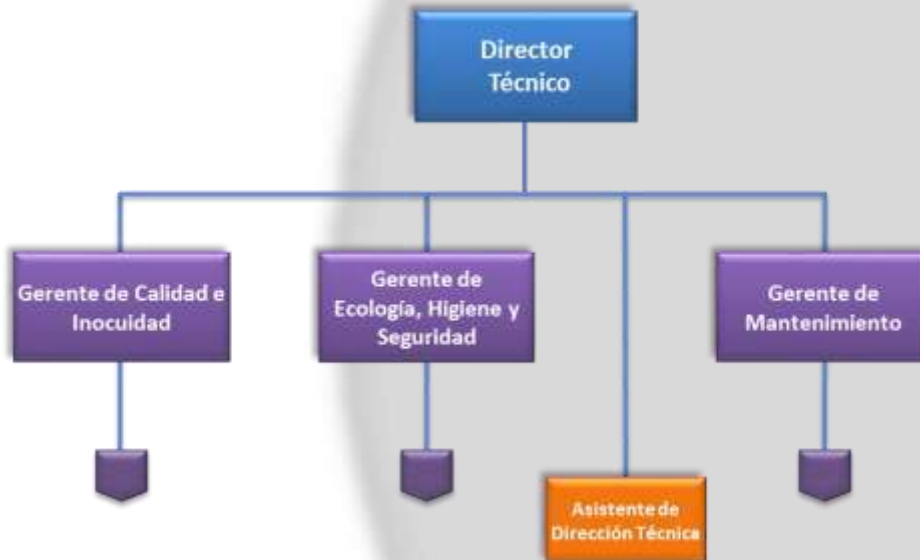 Director
Técnico
Gerente de Calidad e
Inocuidad
Gerente de
Ecología, Higiene y
Seguridad
Gerente de
Mantenimiento
Asistente de
Dirección Técnica